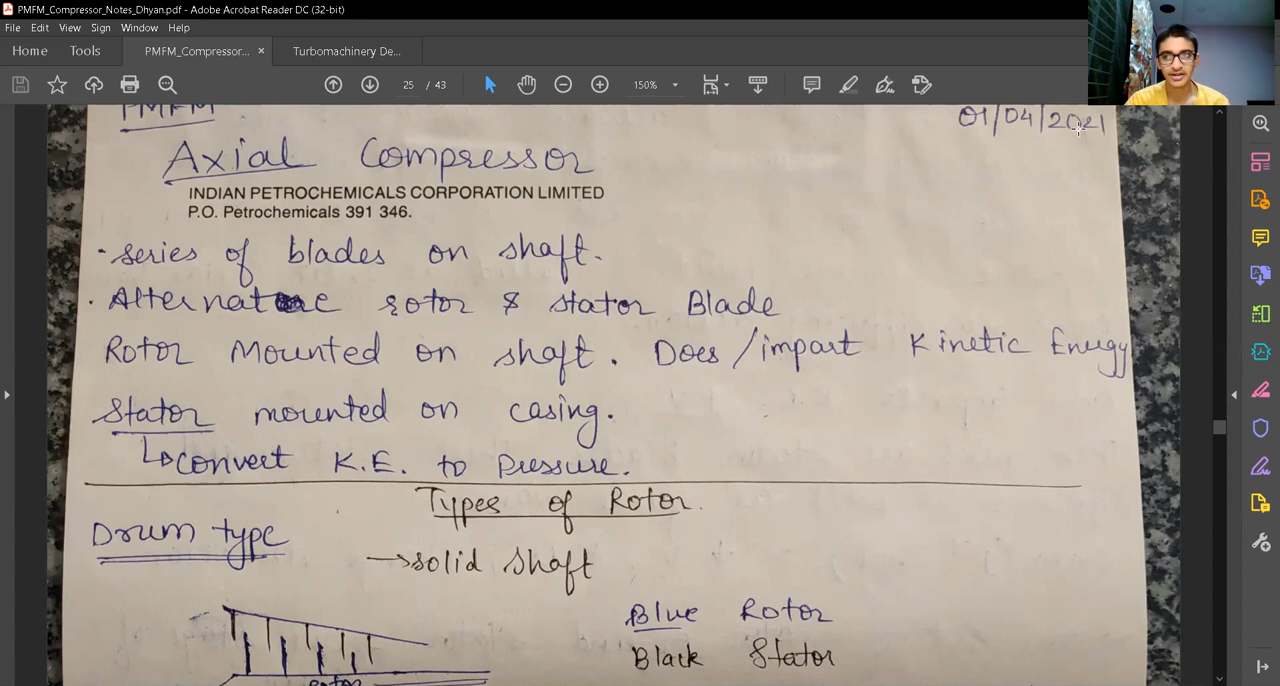 PMFM_Compressor_Notes_Dhyan.pdf - Adobe Acrobat Reader DC (32-bit)
File Edit View Sign Window Help
Home Tools PMFM_Compressor... × Turbomachinery De...
25 / 43 150%
PMFM
01/04/2021
Axial Compressor
INDIAN PETROCHEMICALS CORPORATION LIMITED
P.O. Petrochemicals 391 346.
· series of blades on shaft.
· Alternate rotor & stator Blade
Rotor Mounted on shaft. Does/impart Kinetic Energy
Stator mounted on casing.
↳ convert K.E. to Pressure.
Types of Rotor.
Drum type
→ solid shaft
Blue Rotor
Black Stator
rotor